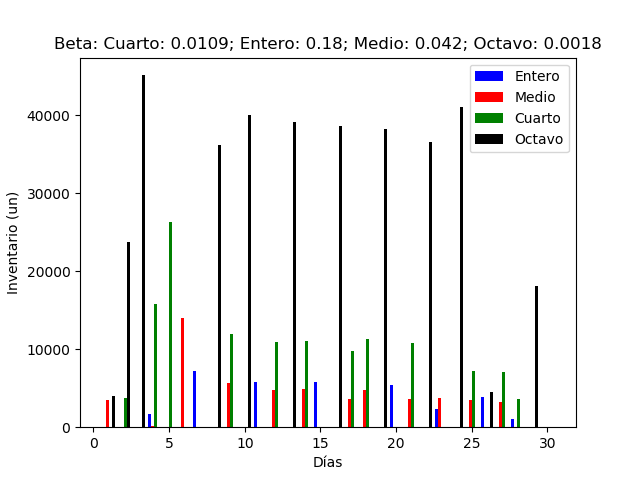 Beta: Cuarto: 0.0109; Entero: 0.18; Medio: 0.042; Octavo: 0.0018
Entero
Medio
Cuarto
Octavo
40000
30000
20000
10000
0
Inventario (un)
0 5 10 15 20 25 30
Días